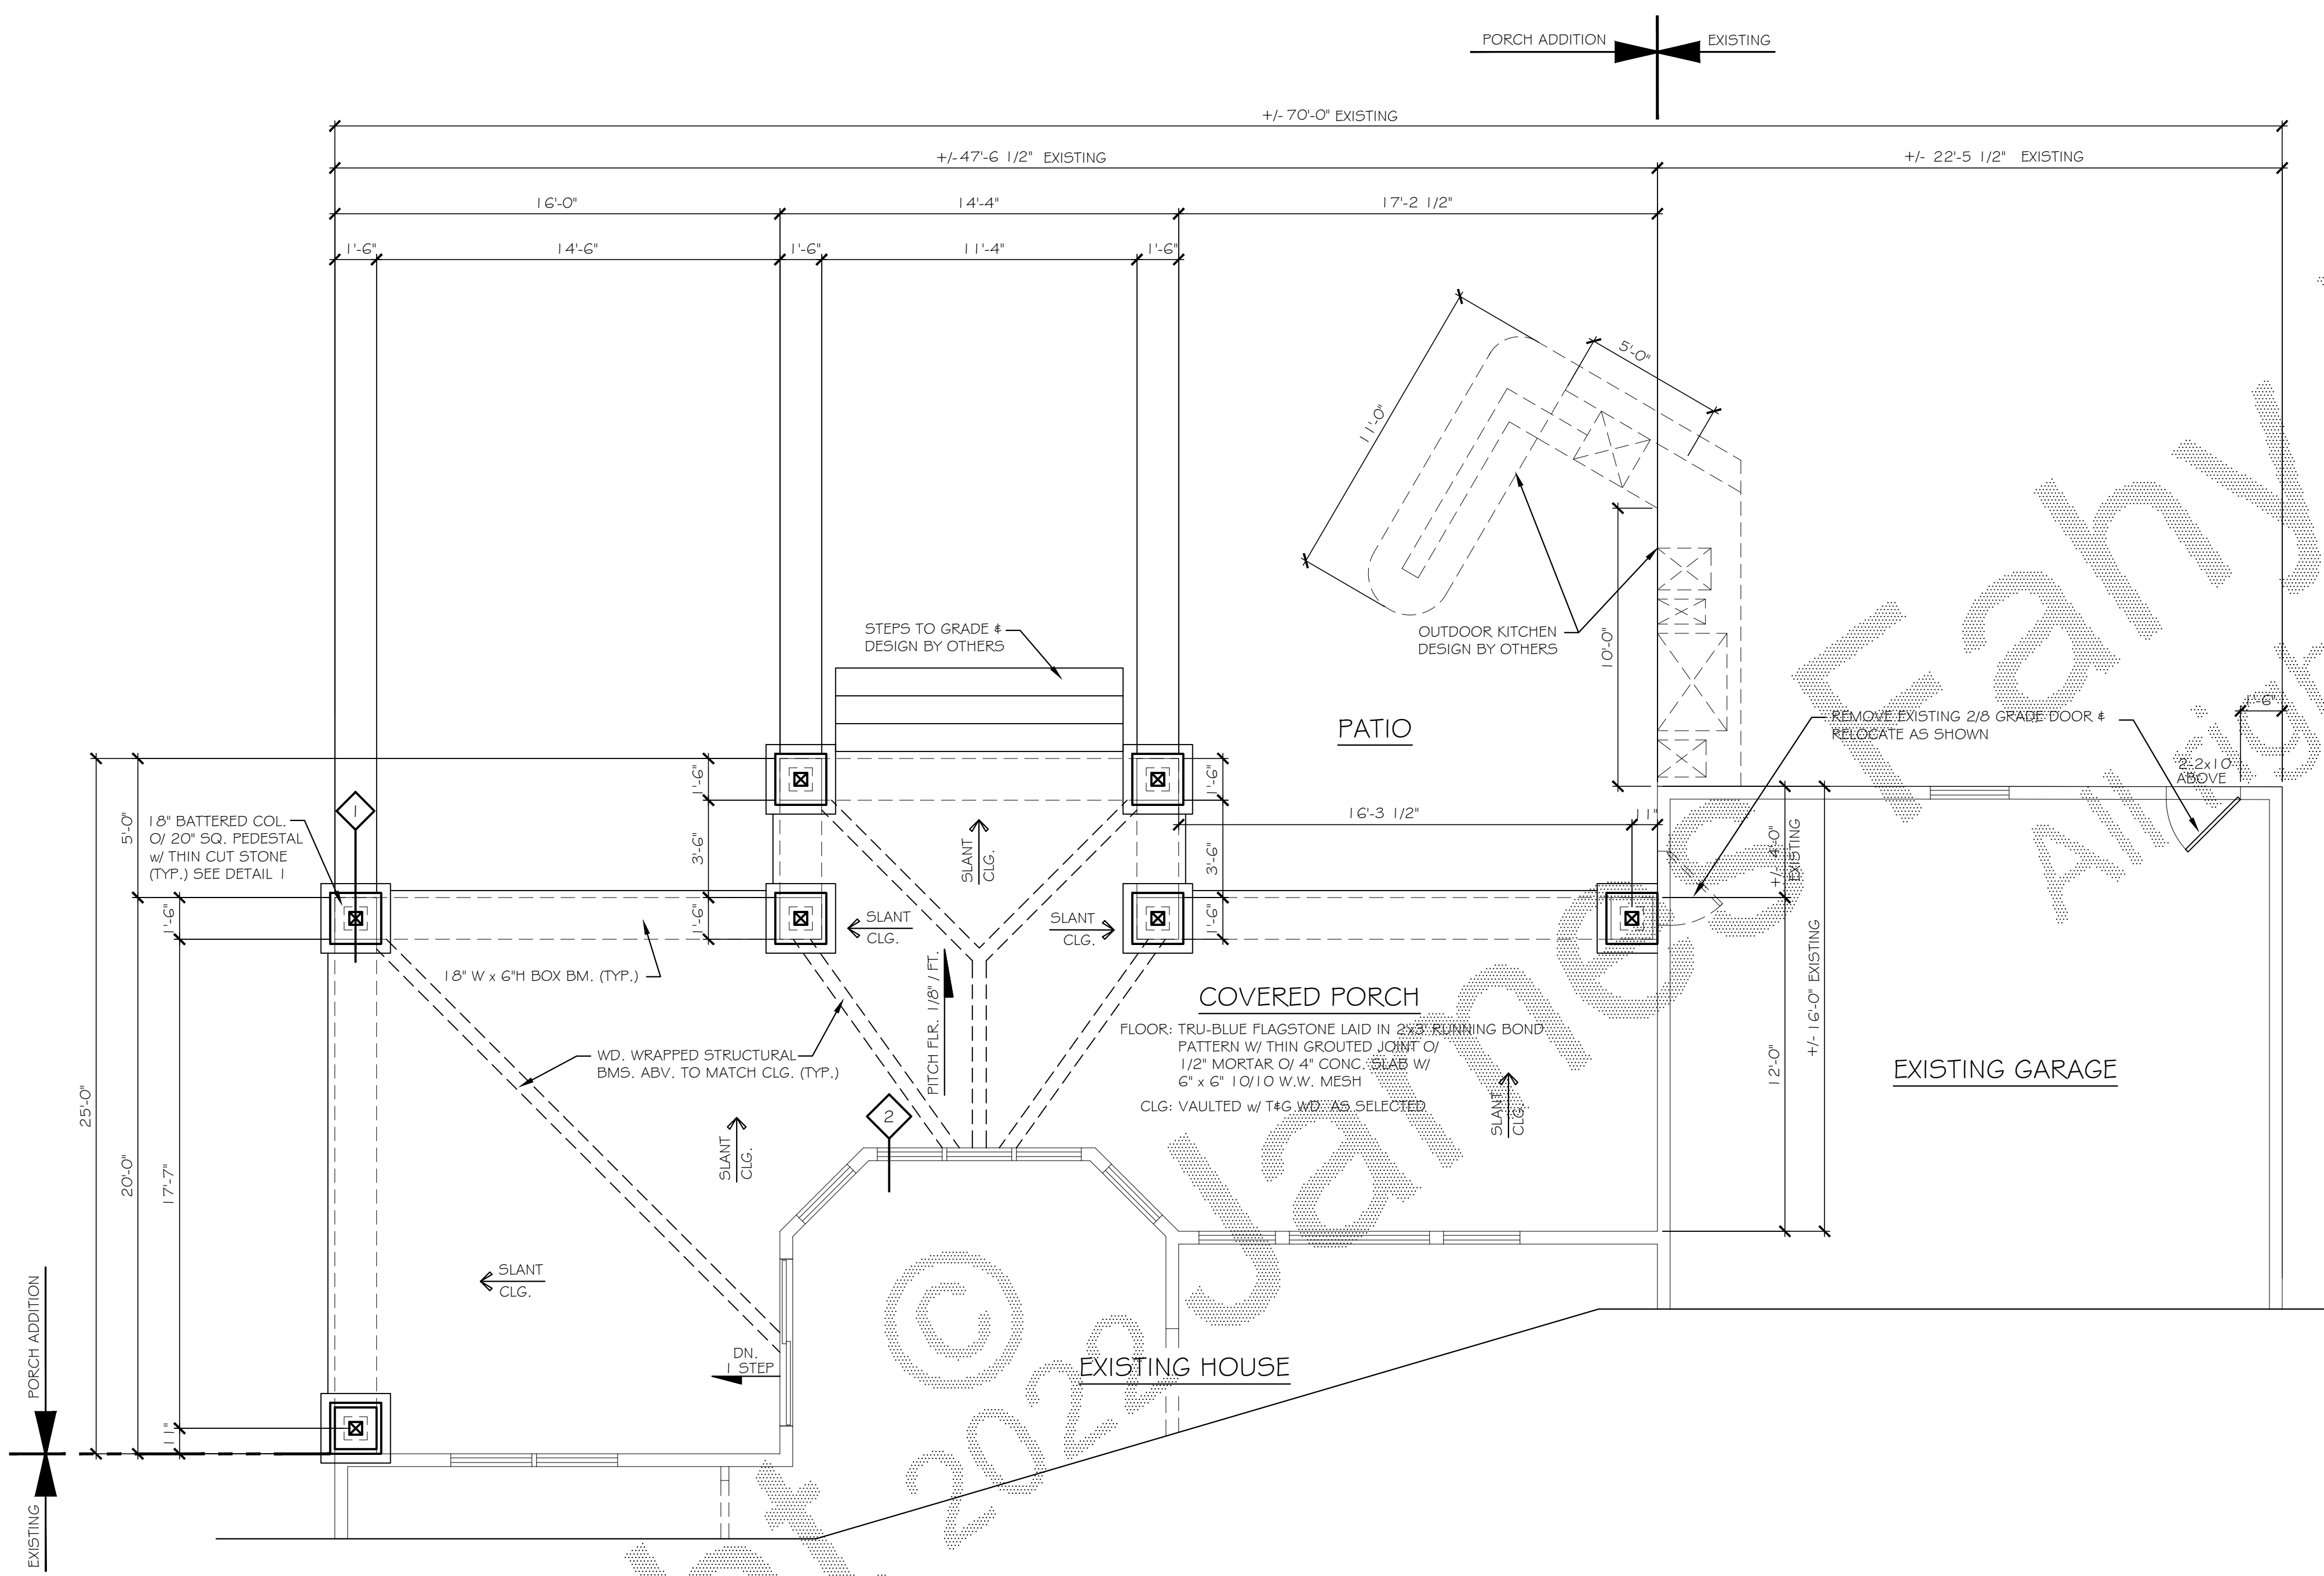 PORCH ADDITION
EXISTING
+/- 70'-0" EXISTING
+/- 47'-6 1/2" EXISTING
+/- 22'-5 1/2" EXISTING
16'-0"
14'-4"
17'-2 1/2"
1'-6"
14'-6"
1'-6"
11'-4"
1'-6"
11'-0"
5'-0"
STEPS TO GRADE &
DESIGN BY OTHERS
OUTDOOR KITCHEN
DESIGN BY OTHERS
10'-0"
PATIO
REMOVE EXISTING 2/8 GRADE DOOR &
RELOCATE AS SHOWN
1'-6"
2-2x10
ABOVE
1
18" BATTERED COL.
O/ 20" SQ. PEDESTAL
w/ THIN CUT STONE
(TYP.) SEE DETAIL 1
5'-0"
1'-6"
3'-6"
1'-6"
1'-6"
1'-6"
3'-6"
1'-6"
16'-3 1/2"
11"
+/- 4'-0"
EXISTING
+/- 16'-0" EXISTING
12'-0"
SLANT
CLG.
SLANT
CLG.
SLANT
CLG.
18" W x 6"H BOX BM. (TYP.)
PITCH FLR. 1/8" / FT.
COVERED PORCH
FLOOR: TRU-BLUE FLAGSTONE LAID IN 2x3 RUNNING BOND
PATTERN W/ THIN GROUTED JOINT O/
1/2" MORTAR O/ 4" CONC. SLAB W/
6" x 6" 10/10 W.W. MESH
CLG: VAULTED w/ T&G WD. AS SELECTED
WD. WRAPPED STRUCTURAL
BMS. ABV. TO MATCH CLG. (TYP.)
EXISTING GARAGE
2
SLANT
CLG.
SLANT
CLG.
SLANT
CLG.
25'-0"
20'-0"
17'-7"
11"
DN.
1 STEP
EXISTING HOUSE
PORCH ADDITION
EXISTING
© James F Fahy
2022 All